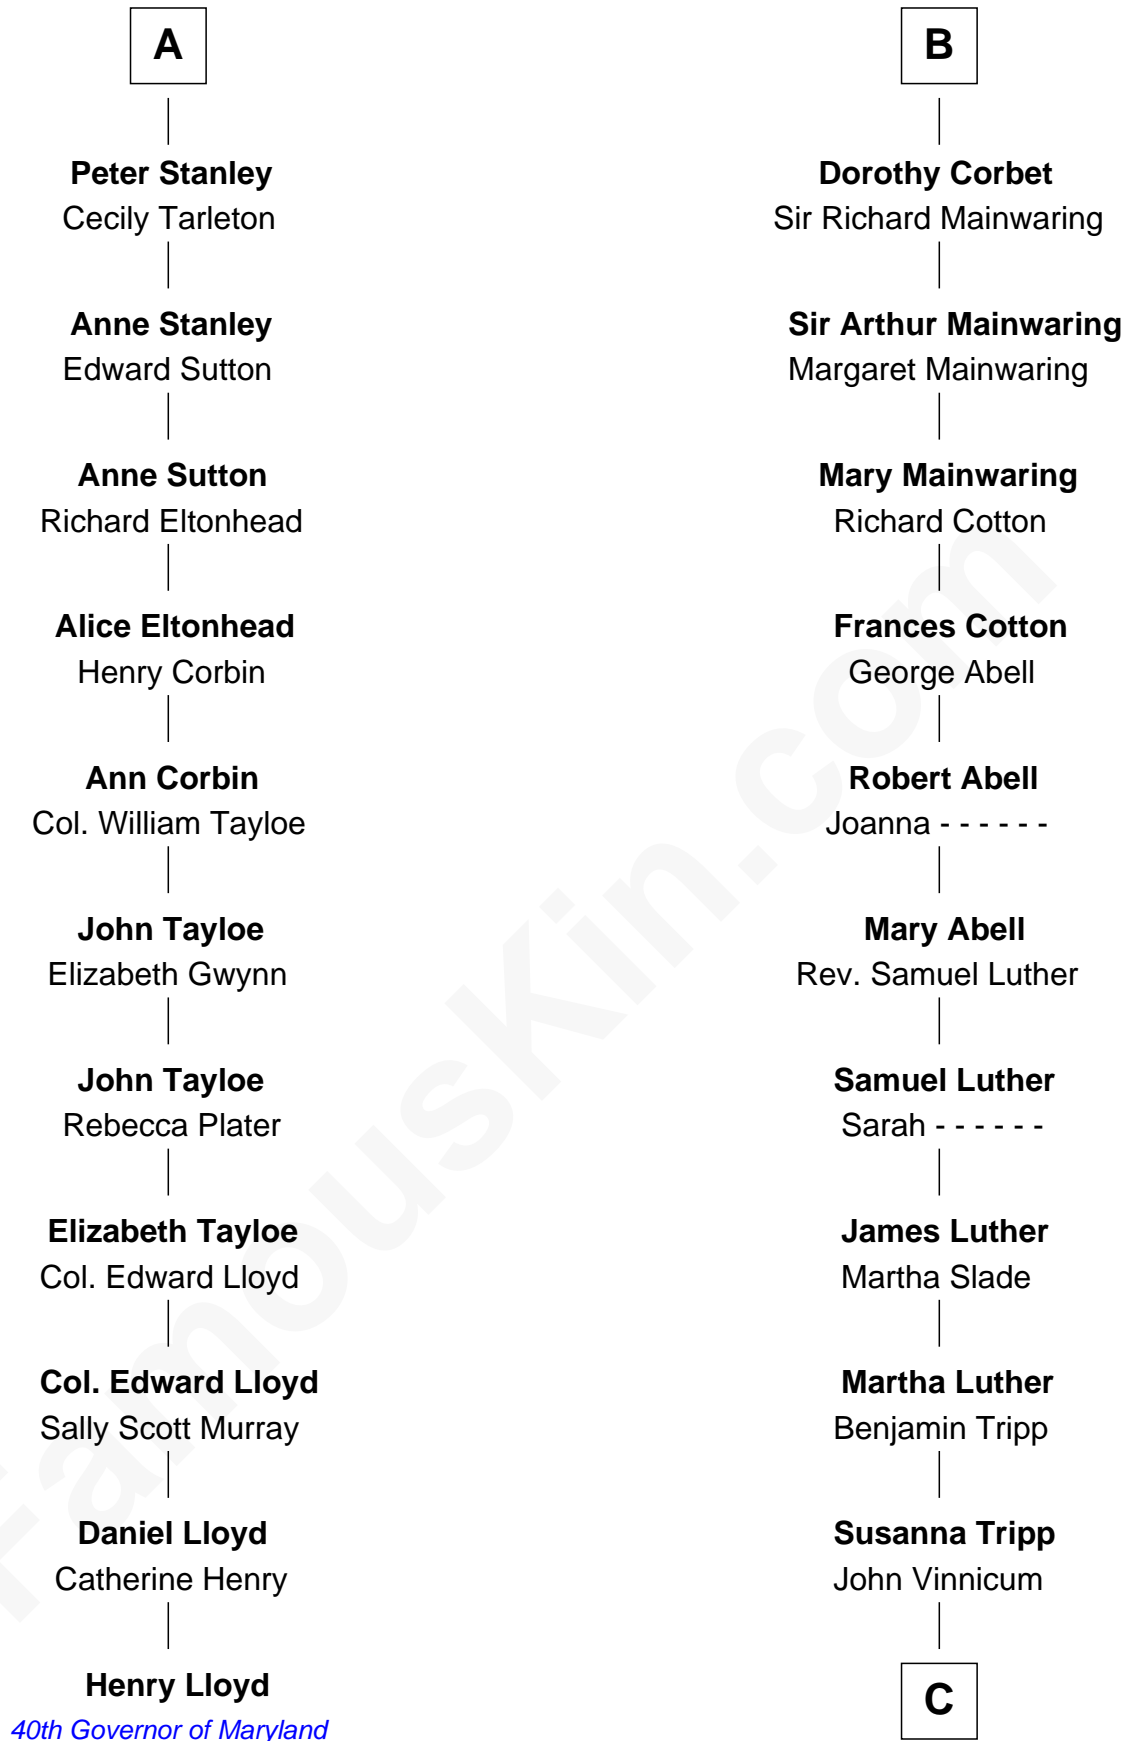 A
Peter Stanley
Cecily Tarleton
Anne Stanley
Edward Sutton
Anne Sutton
Richard Eltonhead
Alice Eltonhead
Henry Corbin
Ann Corbin
Col. William Tayloe
John Tayloe
Elizabeth Gwynn
John Tayloe
Rebecca Plater
Elizabeth Tayloe
Col. Edward Lloyd
Col. Edward Lloyd
Sally Scott Murray
Daniel Lloyd
Catherine Henry
Henry Lloyd
40th Governor of Maryland
B
Dorothy Corbet
Sir Richard Mainwaring
Sir Arthur Mainwaring
Margaret Mainwaring
Mary Mainwaring
Richard Cotton
Frances Cotton
George Abell
Robert Abell
Joanna - - - - - -
Mary Abell
Rev. Samuel Luther
Samuel Luther
Sarah - - - - - -
James Luther
Martha Slade
Martha Luther
Benjamin Tripp
Susanna Tripp
John Vinnicum
C
FamousKin.com